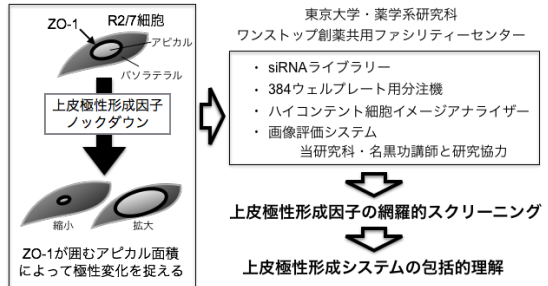 ZO-1
R2/7細胞
アピカル
バソラテラル
上皮極性形成因子
ノックダウン
縮小
拡大
ZO-1が囲むアピカル面積
によって極性変化を捉える
東京大学・薬学系研究科
ワンストップ創薬共用ファシリティーセンター
・ siRNAライブラリー
・ 384ウェルプレート用分注機
・ ハイコンテント細胞イメージアナライザー
・ 画像評価システム
当研究科・名黒功講師と研究協力
上皮極性形成因子の網羅的スクリーニング
上皮極性形成システムの包括的理解